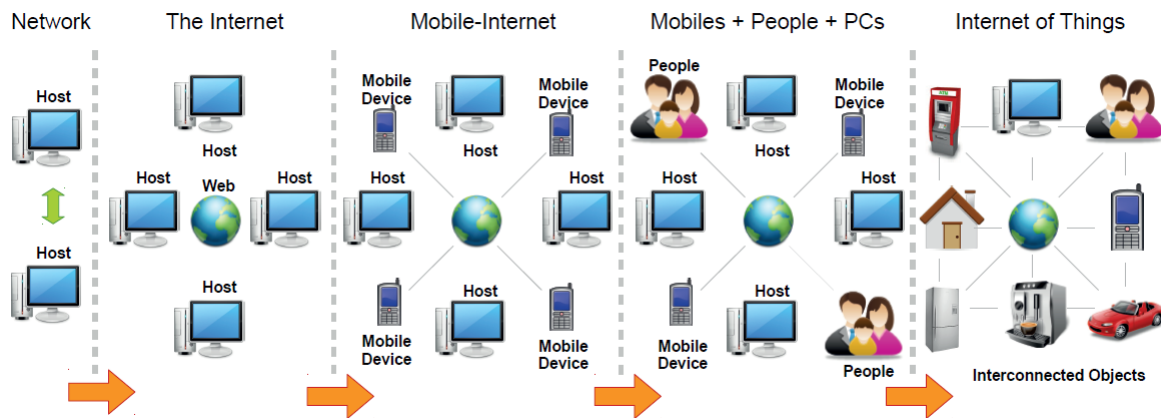 Network
The Internet
Mobile-Internet
Mobiles + People + PCs
Internet of Things
Host
Host
Host
Host
Web
Host
Host
Mobile
Device
Mobile
Device
Host
Host
Host
Mobile
Device
Host
Mobile
Device
People
Mobile
Device
Host
Host
Host
Mobile
Device
Host
People
Interconnected Objects